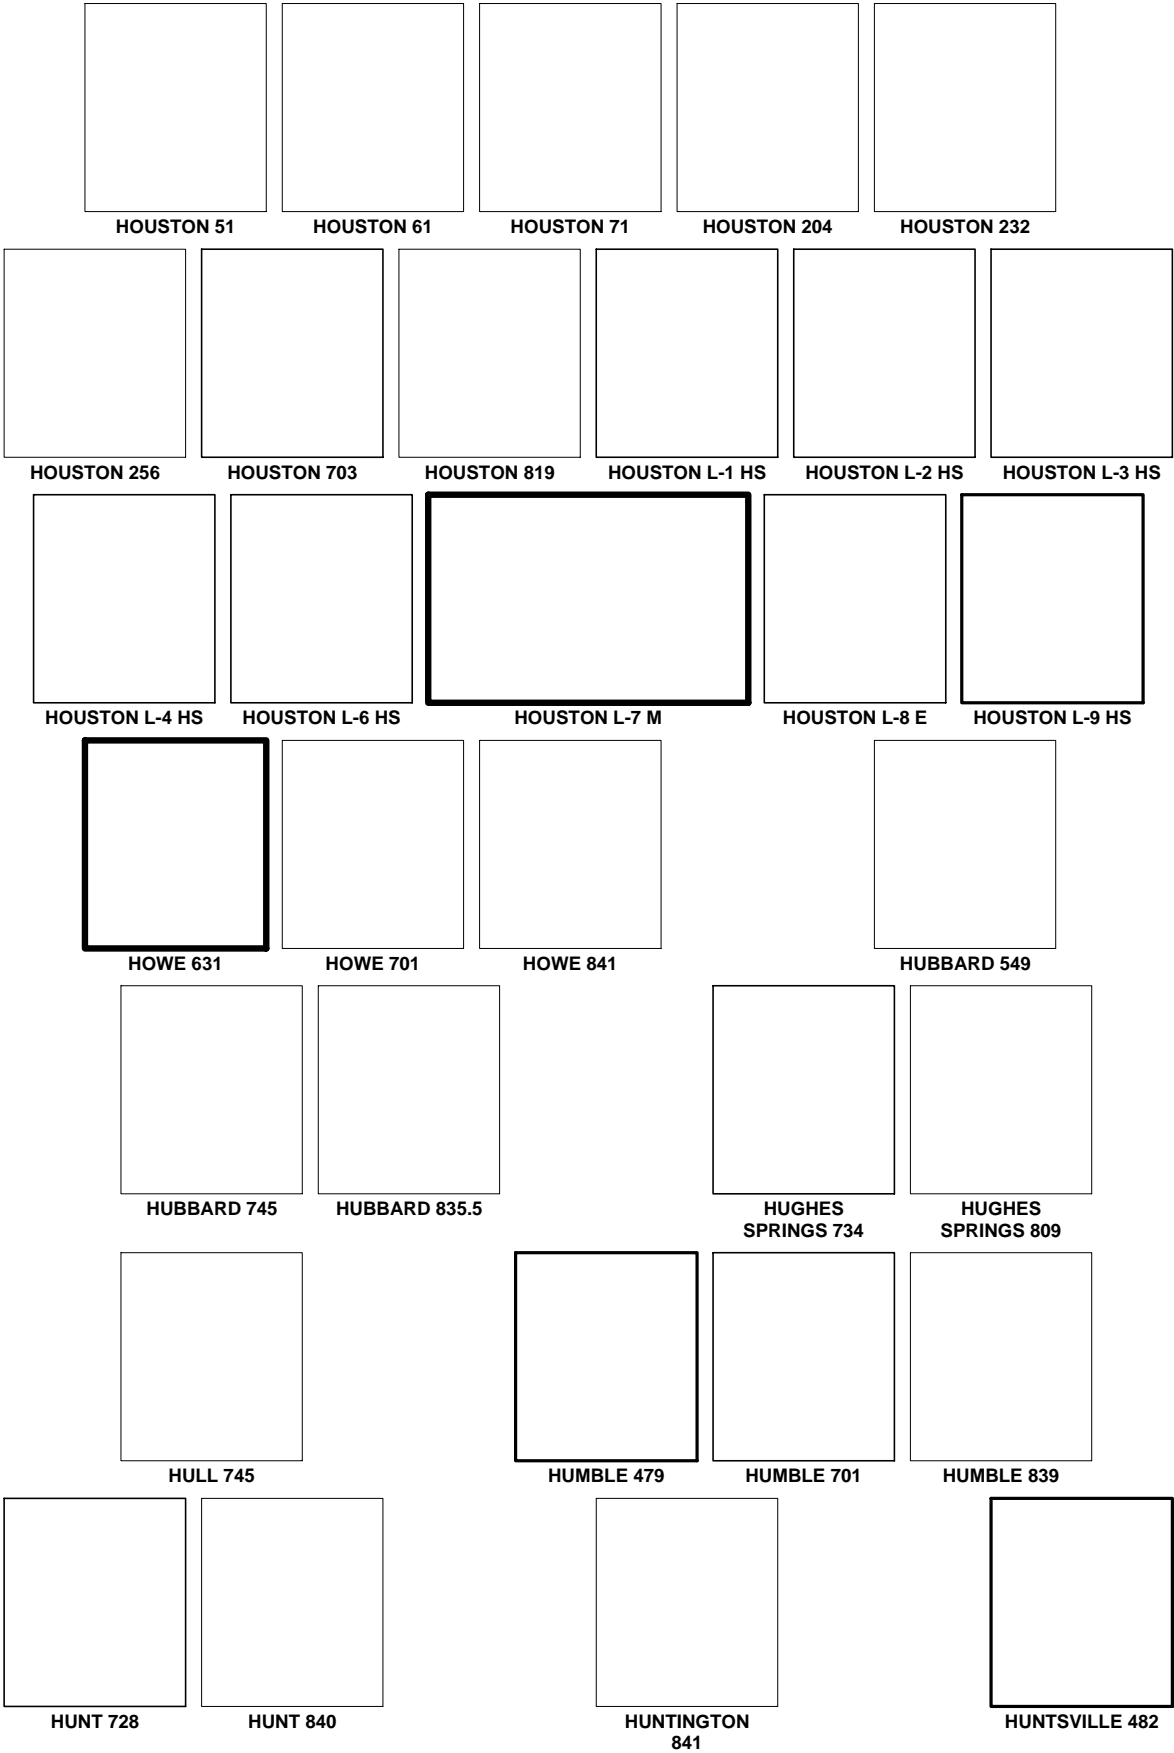 HOUSTON 51 HOUSTON 61 HOUSTON 71 HOUSTON 204 HOUSTON 232
HOUSTON 256 HOUSTON 703 HOUSTON 819 HOUSTON L-1 HS HOUSTON L-2 HS HOUSTON L-3 HS
HOUSTON L-4 HS HOUSTON L-6 HS HOUSTON L-7 M HOUSTON L-8 E HOUSTON L-9 HS
HOWE 631 HOWE 701 HOWE 841 HUBBARD 549
HUBBARD 745 HUBBARD 835.5 HUGHES HUGHES
SPRINGS 734 SPRINGS 809
HULL 745 HUMBLE 479 HUMBLE 701 HUMBLE 839
HUNT 728 HUNT 840 HUNTINGTON HUNTSVILLE 482
841